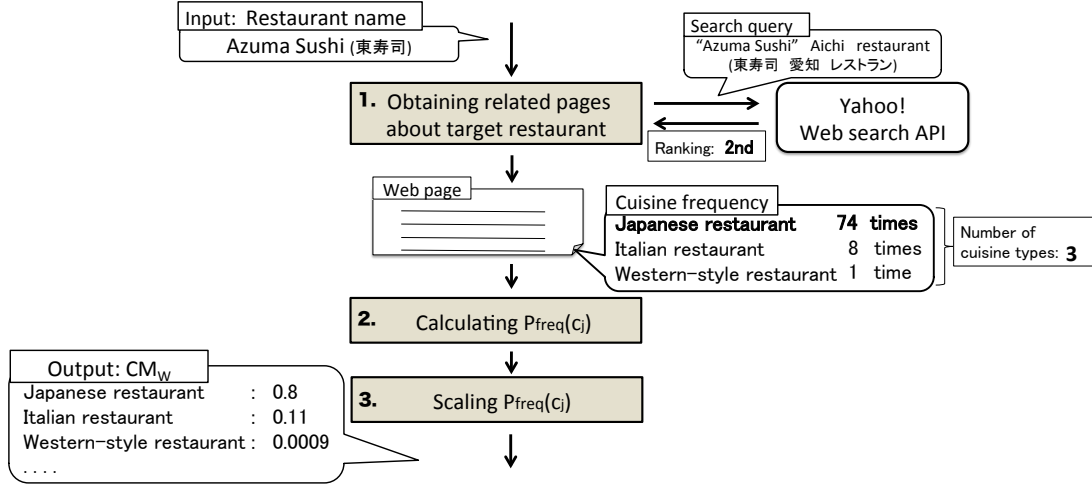 Input: Restaurant name
Azuma Sushi (東寿司)
Search query
“Azuma Sushi” Aichi restaurant
(東寿司 愛知 レストラン)
1. Obtaining related pages
about target restaurant
Yahoo!
Web search API
Ranking: 2nd
Web page
Cuisine frequency
Japanese restaurant 74 times
Italian restaurant 8 times
Western-style restaurant 1 time
Number of
cuisine types: 3
2. Calculating Pfreq(cj)
3. Scaling Pfreq(cj)
Output: CMW
Japanese restaurant : 0.8
Italian restaurant : 0.11
Western-style restaurant : 0.0009
....